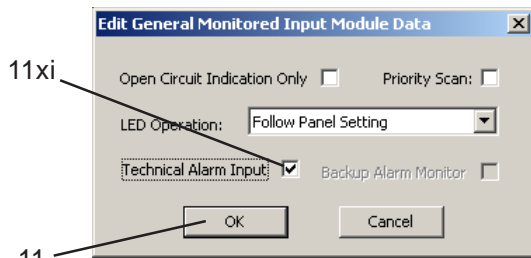 Edit General Monitored Input Module Data
11xi
Open Circuit Indication Only Priority Scan:
LED Operation: Follow Panel Setting
Technical Alarm Input Backup Alarm Monitor
OK Cancel